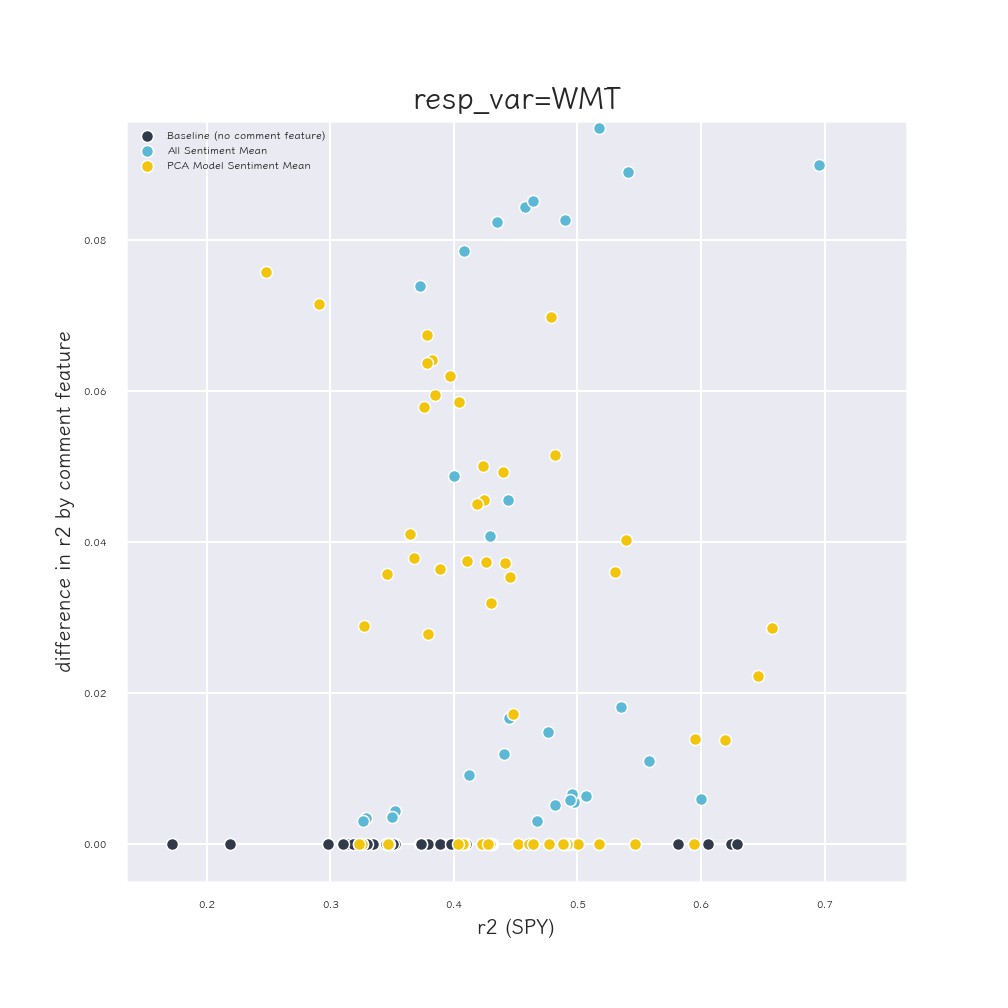 resp_var=WMT
Baseline (no comment feature)
All Sentiment Mean
PCA Model Sentiment Mean
difference in r2 by comment feature
0.08
0.06
0.04
0.02
0.00
0.2 0.3 0.4 0.5 0.6 0.7
r2 (SPY)